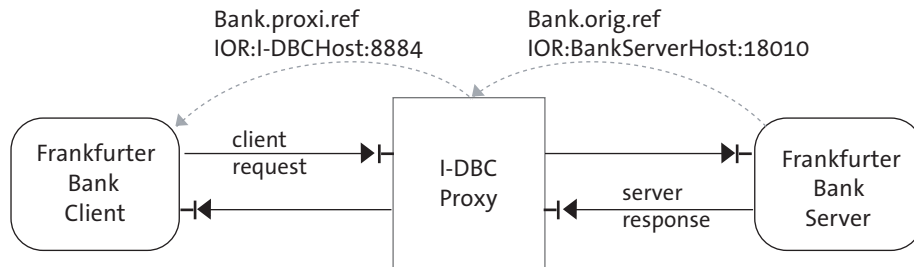 Bank.proxi.ref
IOR:I-DBCHost:8884
Bank.orig.ref
IOR:BankServerHost:18010
Frankfurter
Bank
Client
client
request
I-DBC
Proxy
server
response
Frankfurter
Bank
Server